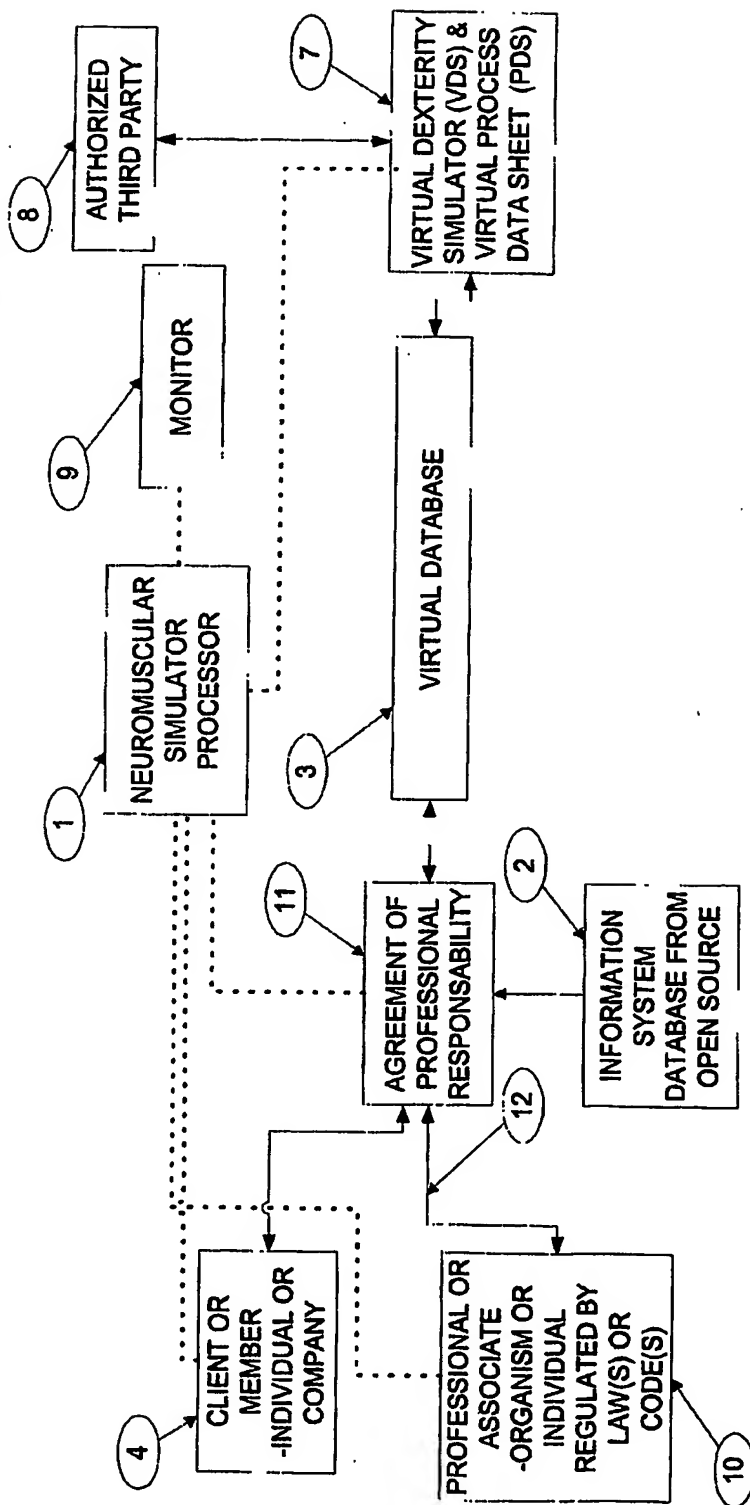 8
AUTHORIZED
THIRD PARTY
9
MONITOR
1
NEUROMUSCULAR
SIMULATOR
PROCESSOR
7
VIRTUAL DEXTERITY
SIMULATOR (VDS) &
VIRTUAL PROCESS
DATA SHEET (PDS)
3
VIRTUAL DATABASE
11
AGREEMENT OF
PROFESSIONAL
RESPONSABILITY
2
INFORMATION
SYSTEM
DATABASE FROM
OPEN SOURCE
12
4
CLIENT OR
MEMBER
-INDIVIDUAL OR
COMPANY
PROFESSIONAL OR
ASSOCIATE
-ORGANISM OR
INDIVIDUAL
REGULATED BY
LAW(S) OR
CODE(S)
10